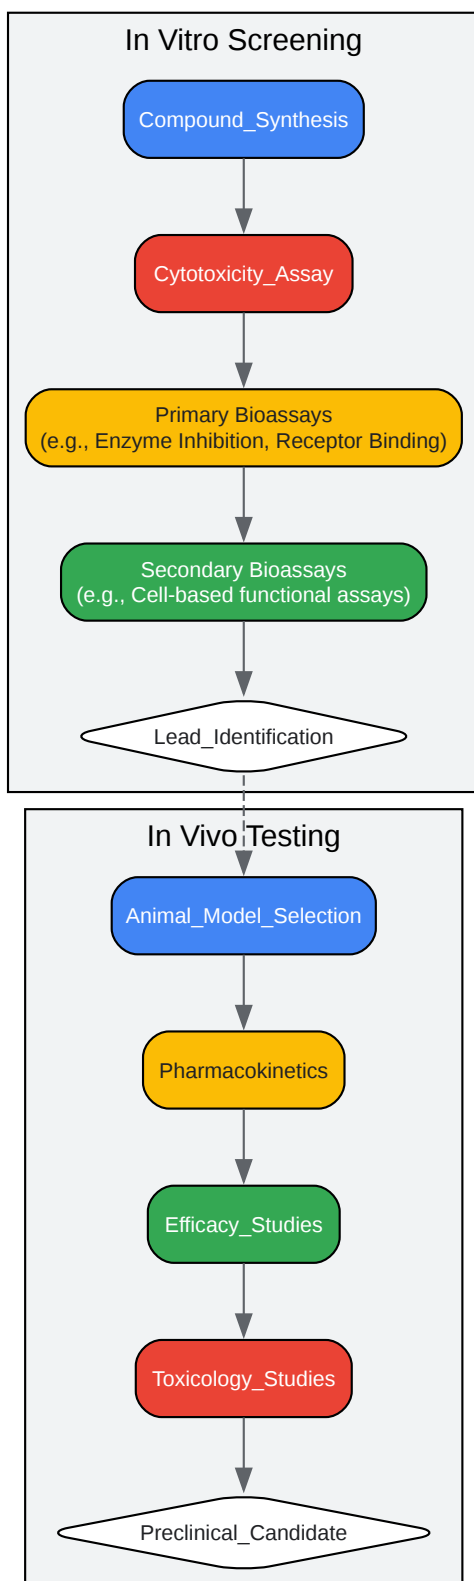 In Vitro Screening
Compound_Synthesis
Cytotoxicity_Assay
Primary Bioassays
(e.g., Enzyme Inhibition, Receptor Binding)
Secondary Bioassays
(e.g., Cell-based functional assays)
Lead_Identification
In Vivo Testing
Animal_Model_Selection
Pharmacokinetics
Efficacy_Studies
Toxicology_Studies
Preclinical_Candidate